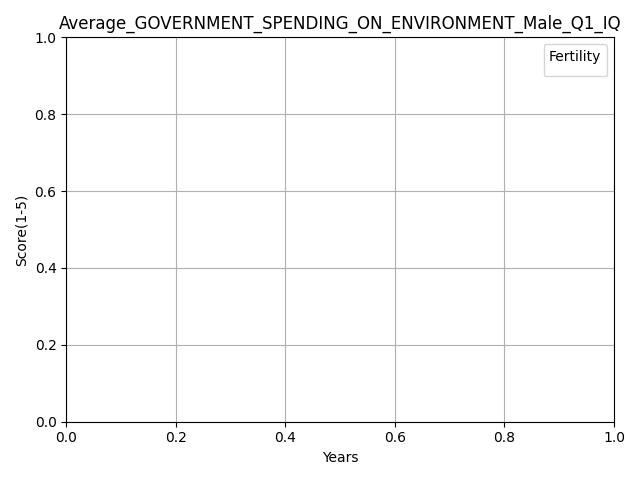 Average_GOVERNMENT_SPENDING_ON_ENVIRONMENT_Male_Q1_IQ
Fertility
1.0
0.8
0.6
0.4
0.2
0.0
Score(1-5)
0.0 0.2 0.4 0.6 0.8 1.0
Years